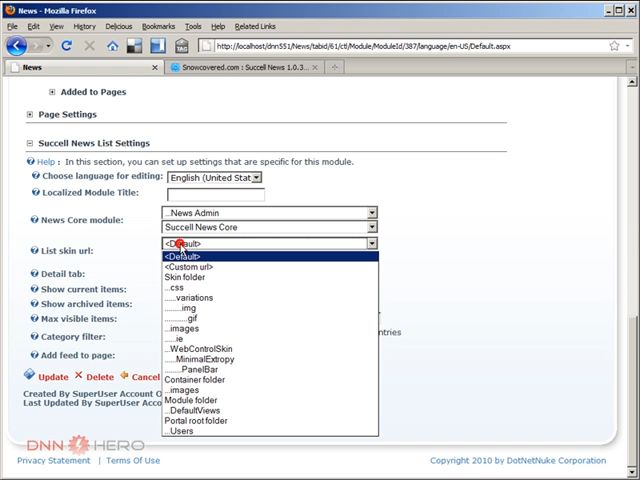 News - Mozilla Firefox
File Edit View History Delicious Bookmarks Tools Help Related Links
TAG http://localhost/dnn551/News/tabid/61/ctl/Module/ModuleId/387/language/en-US/Default.aspx
News Snowcovered.com : Succell News 1.0.3...
Added to Pages
Page Settings
Succell News List Settings
Help : In this section, you can set up settings that are specific for this module.
Choose language for editing: English (United Stat
Localized Module Title:
...News Admin
News Core module: Succell News Core
<Default>
List skin url:
<Default>
<Custom url>
Skin folder
Detail tab:
...css
Show current items:
......variations
Show archived items:
.........img
Max visible items:
............gif
...images
Category filter: ntries
......ie
...WebControlSkin
Add feed to page:
......MinimalExtropy
.........PanelBar
Update Delete Cancel
Container folder
...images
Created By SuperUser Account O
Module folder
Last Updated By SuperUser Acco
...DefaultViews
Portal root folder
...Users
DNN HERO
Privacy Statement | Terms Of Use Copyright 2010 by DotNetNuke Corporation